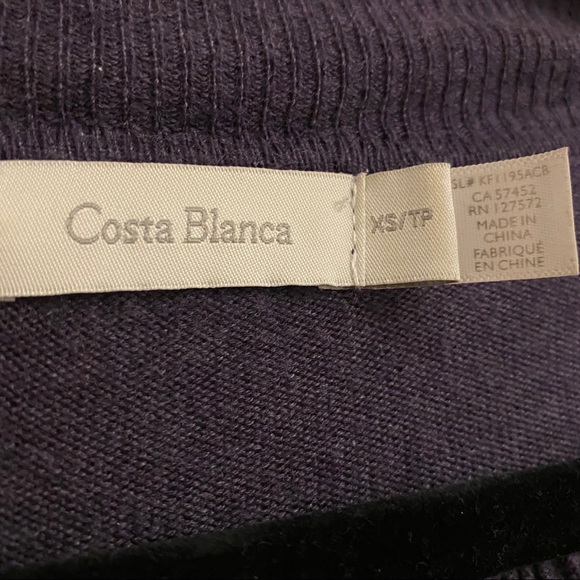 Costa Blanca
XS/TP
SL# KF1195ACB
CA 57452
RN 127572
MADE IN
CHINA
FABRIQUÉ
EN CHINE